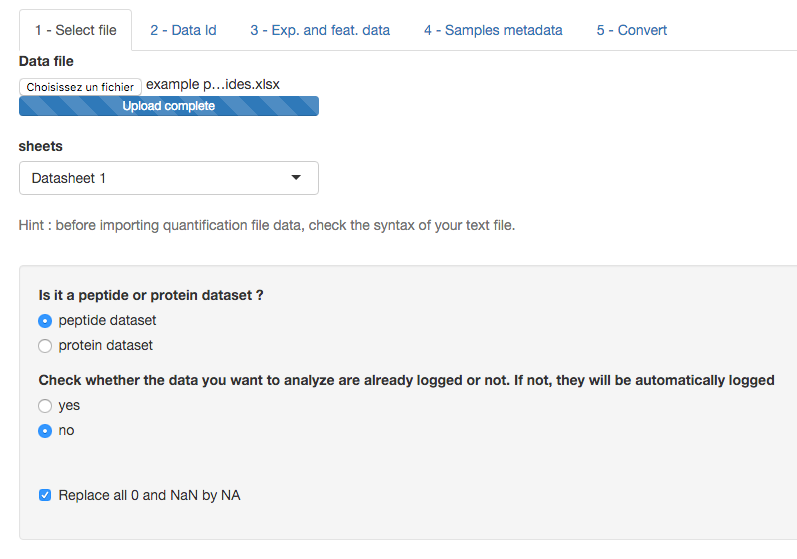 1 - Select file 2 - Data Id 3 - Exp. and feat. data 4 - Samples metadata 5 - Convert
Data file
Choisissez un fichier example p...ides.xlsx
Upload complete
sheets
Datasheet 1
Hint : before importing quantification file data, check the syntax of your text file.
Is it a peptide or protein dataset ?
peptide dataset
protein dataset
Check whether the data you want to analyze are already logged or not. If not, they will be automatically logged
yes
no
Replace all 0 and NaN by NA